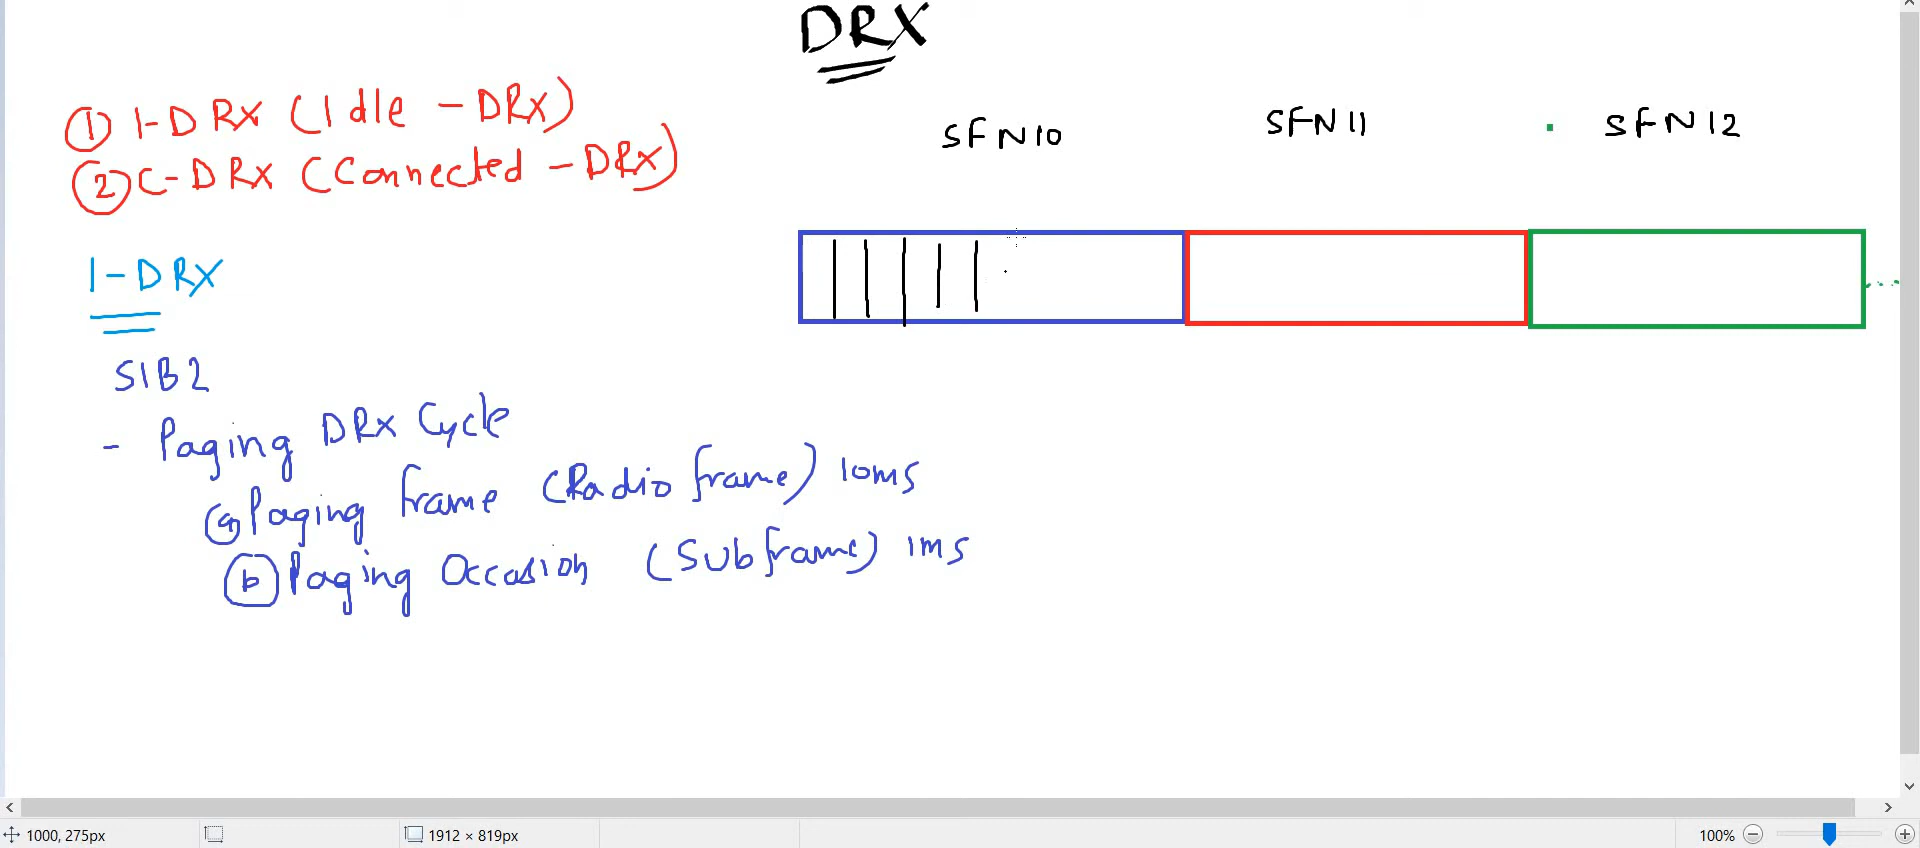 DRX
① I-DRX (Idle - DRX)
② C-DRX (Connected - DRX)
SFN10
SFN11
SFN12
I-DRX
SIB2
- Paging DRX Cycle
ⓐ Paging frame (Radio frame) 10ms
ⓑ Paging Occasion (Subframe) 1ms
1000, 275px
1912 × 819px
100%